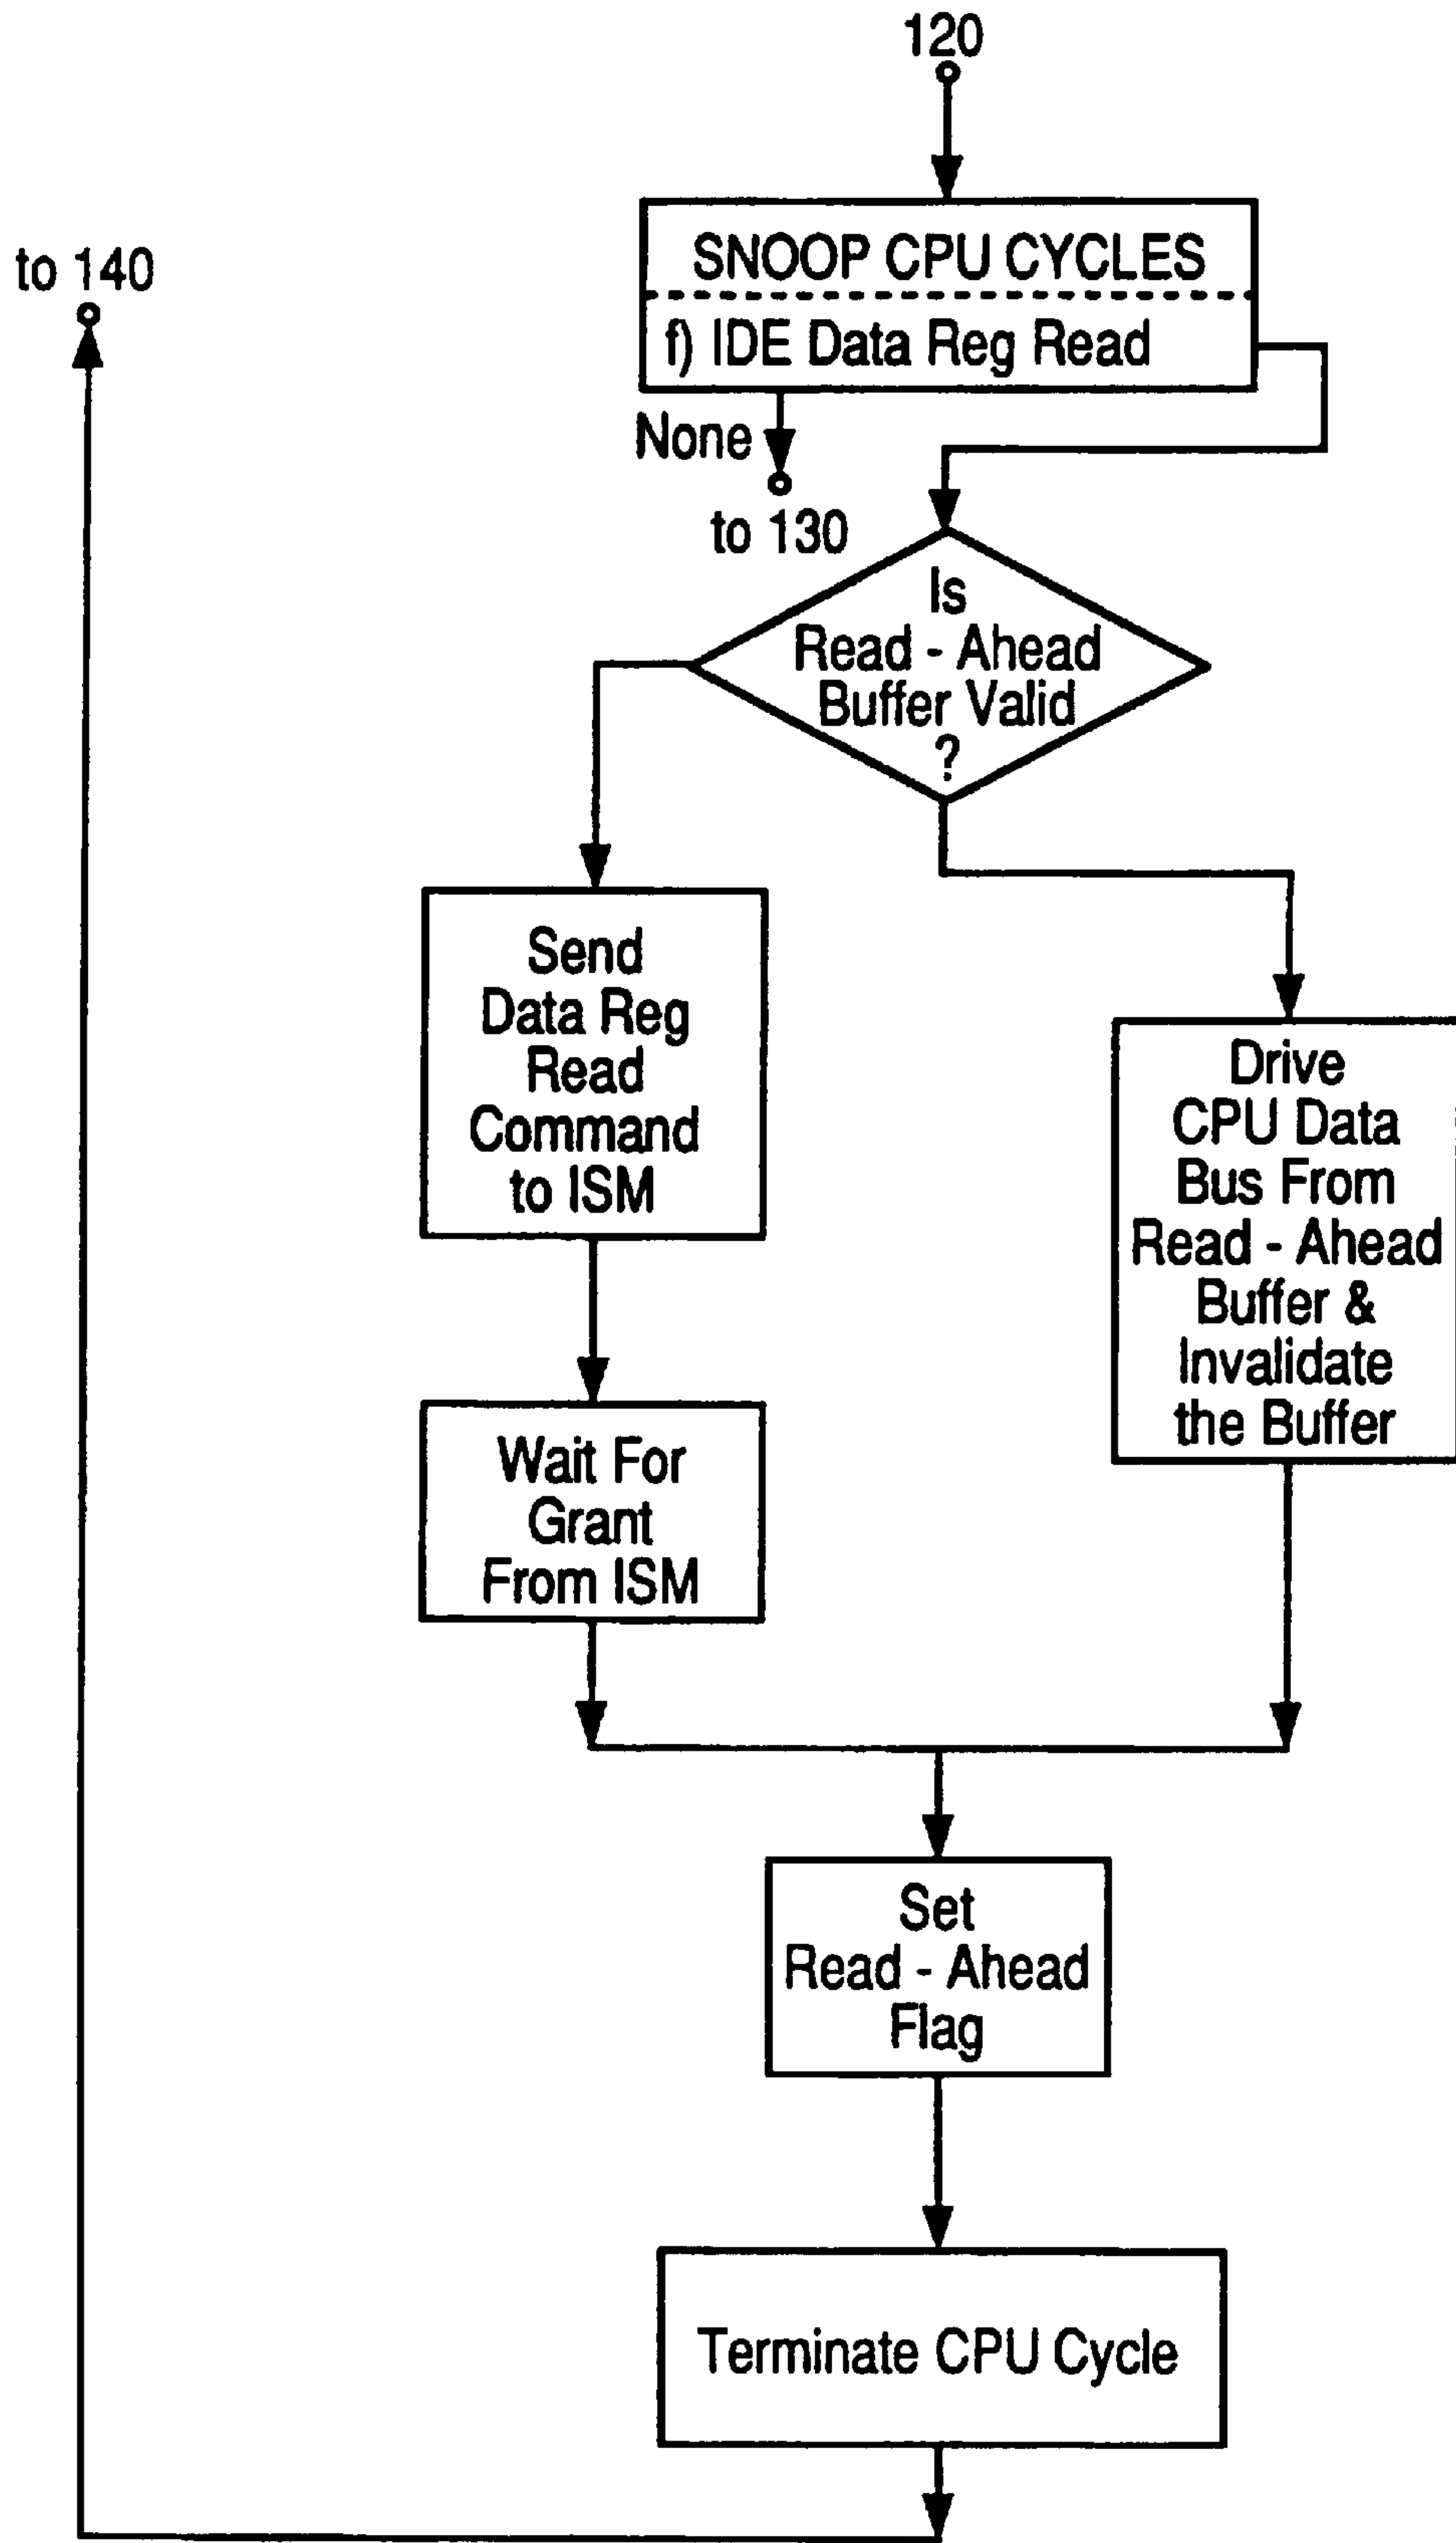 120
to 140
SNOOP CPU CYCLES
f) IDE Data Reg Read
None
to 130
Is
Read - Ahead
Buffer Valid
?
Send
Data Reg
Read
Command
to ISM
Drive
CPU Data
Bus From
Read - Ahead
Buffer &
Invalidate
the Buffer
Wait For
Grant
From ISM
Set
Read - Ahead
Flag
Terminate CPU Cycle